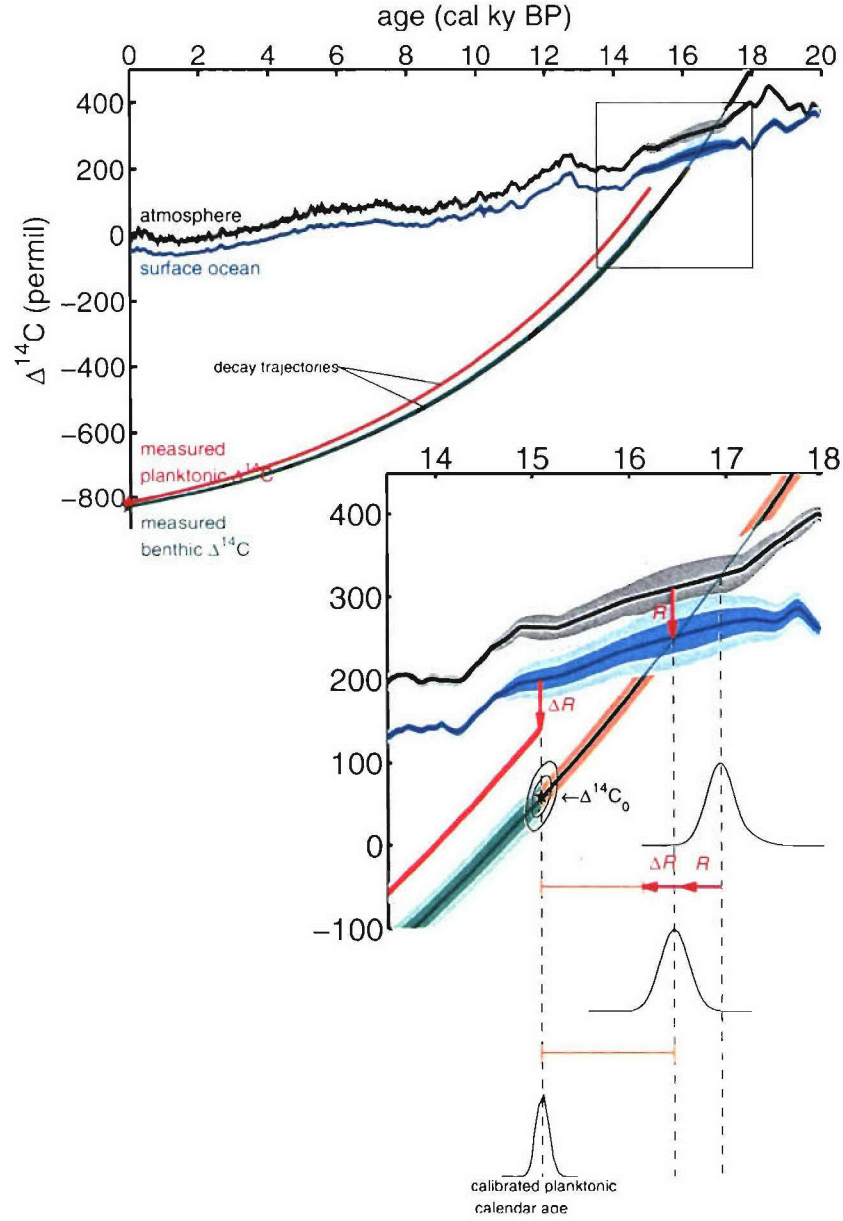 age (cal ky BP)
0 2 4 6 8 10 12 14 16 18 20
Δ14C (permil)
400
200
0
−200
−400
−600
−800
atmosphere
surface ocean
decay trajectories
measured
planktonic Δ14C
measured
benthic Δ14C
14 15 16 17 18
400
300
200
100
0
−100
R
ΔR
←Δ14C0
ΔR R
calibrated planktonic
calendar age